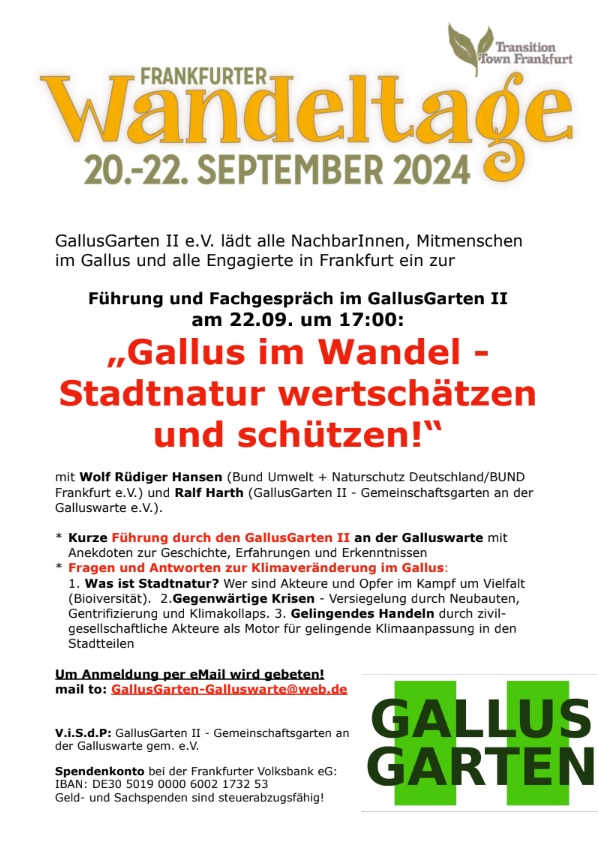 Transition
Town Frankfurt
FRANKFURTER
Wandeltage
20.-22. SEPTEMBER 2024
GallusGarten II e.V. lädt alle NachbarInnen, Mitmenschen
im Gallus und alle Engagierte in Frankfurt ein zur
Führung und Fachgespräch im GallusGarten II
am 22.09. um 17:00:
„Gallus im Wandel -
Stadtnatur wertschätzen
und schützen!“
mit Wolf Rüdiger Hansen (Bund Umwelt + Naturschutz Deutschland/BUND
Frankfurt e.V.) und Ralf Harth (GallusGarten II - Gemeinschaftsgarten an der
Galluswarte e.V.).
* Kurze Führung durch den GallusGarten II an der Galluswarte mit
Anekdoten zur Geschichte, Erfahrungen und Erkenntnissen
* Fragen und Antworten zur Klimaveränderung im Gallus:
1. Was ist Stadtnatur? Wer sind Akteure und Opfer im Kampf um Vielfalt
(Bioiversität). 2.Gegenwärtige Krisen - Versiegelung durch Neubauten,
Gentrifizierung und Klimakollaps. 3. Gelingendes Handeln durch zivil-
gesellschaftliche Akteure als Motor für gelingende Klimaanpassung in den
Stadtteilen
Um Anmeldung per eMail wird gebeten!
mail to: GallusGarten-Galluswarte@web.de
V.i.S.d.P: GallusGarten II - Gemeinschaftsgarten an
der Galluswarte gem. e.V.
Spendenkonto bei der Frankfurter Volksbank eG:
IBAN: DE30 5019 0000 6002 1732 53
Geld- und Sachspenden sind steuerabzugsfähig!
GALLUS
GARTEN